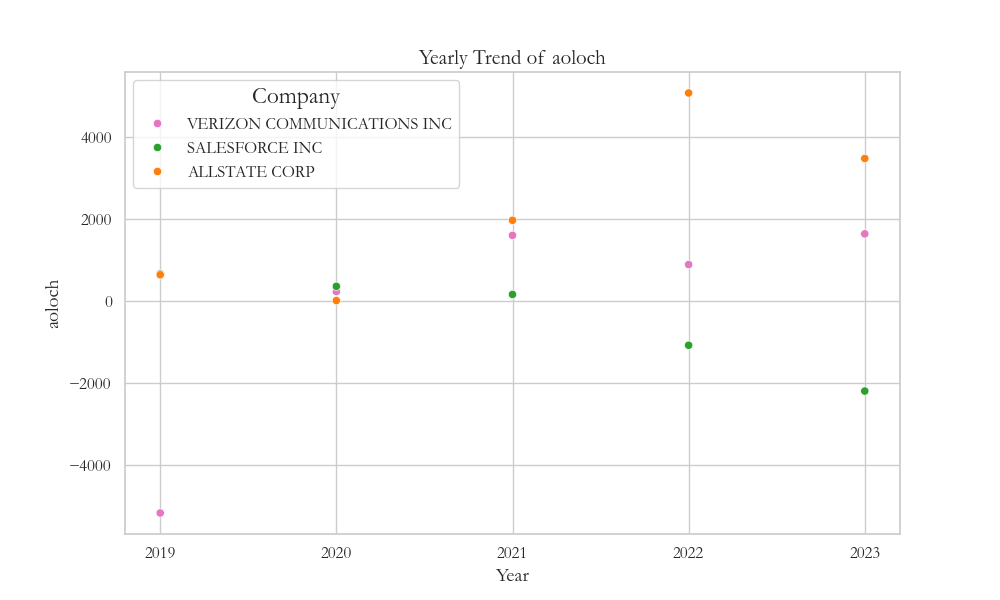 Yearly Trend of aoloch
Company
VERIZON COMMUNICATIONS INC
SALESFORCE INC
ALLSTATE CORP
4000
2000
0
−2000
−4000
aoloch
2019 2020 2021 2022 2023
Year